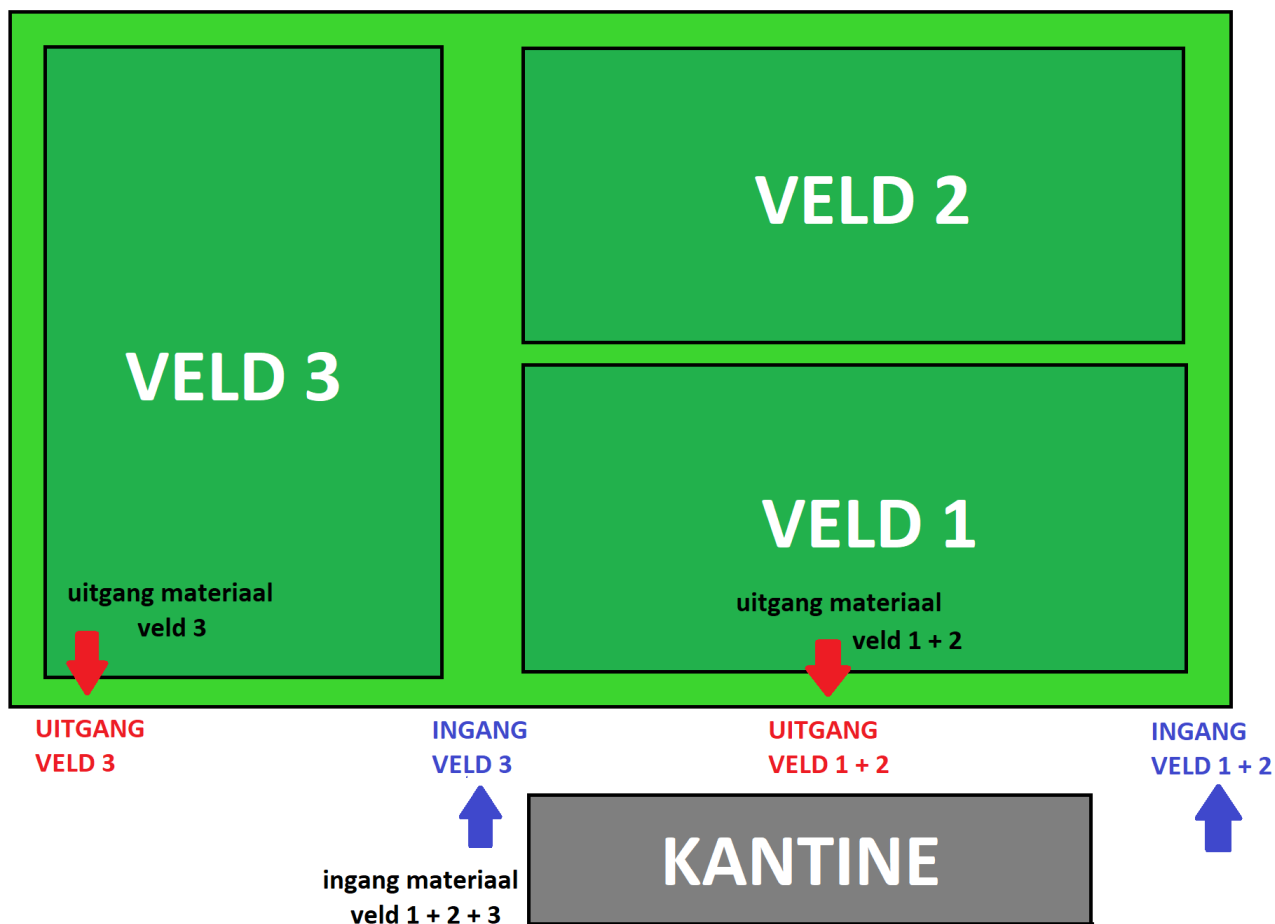 VELD 2
VELD 3
VELD 1
uitgang materiaal
veld 3
uitgang materiaal
veld 1 + 2
UITGANG
VELD 3
INGANG
VELD 3
UITGANG
VELD 1 + 2
INGANG
VELD 1 + 2
KANTINE
ingang materiaal
veld 1 + 2 + 3